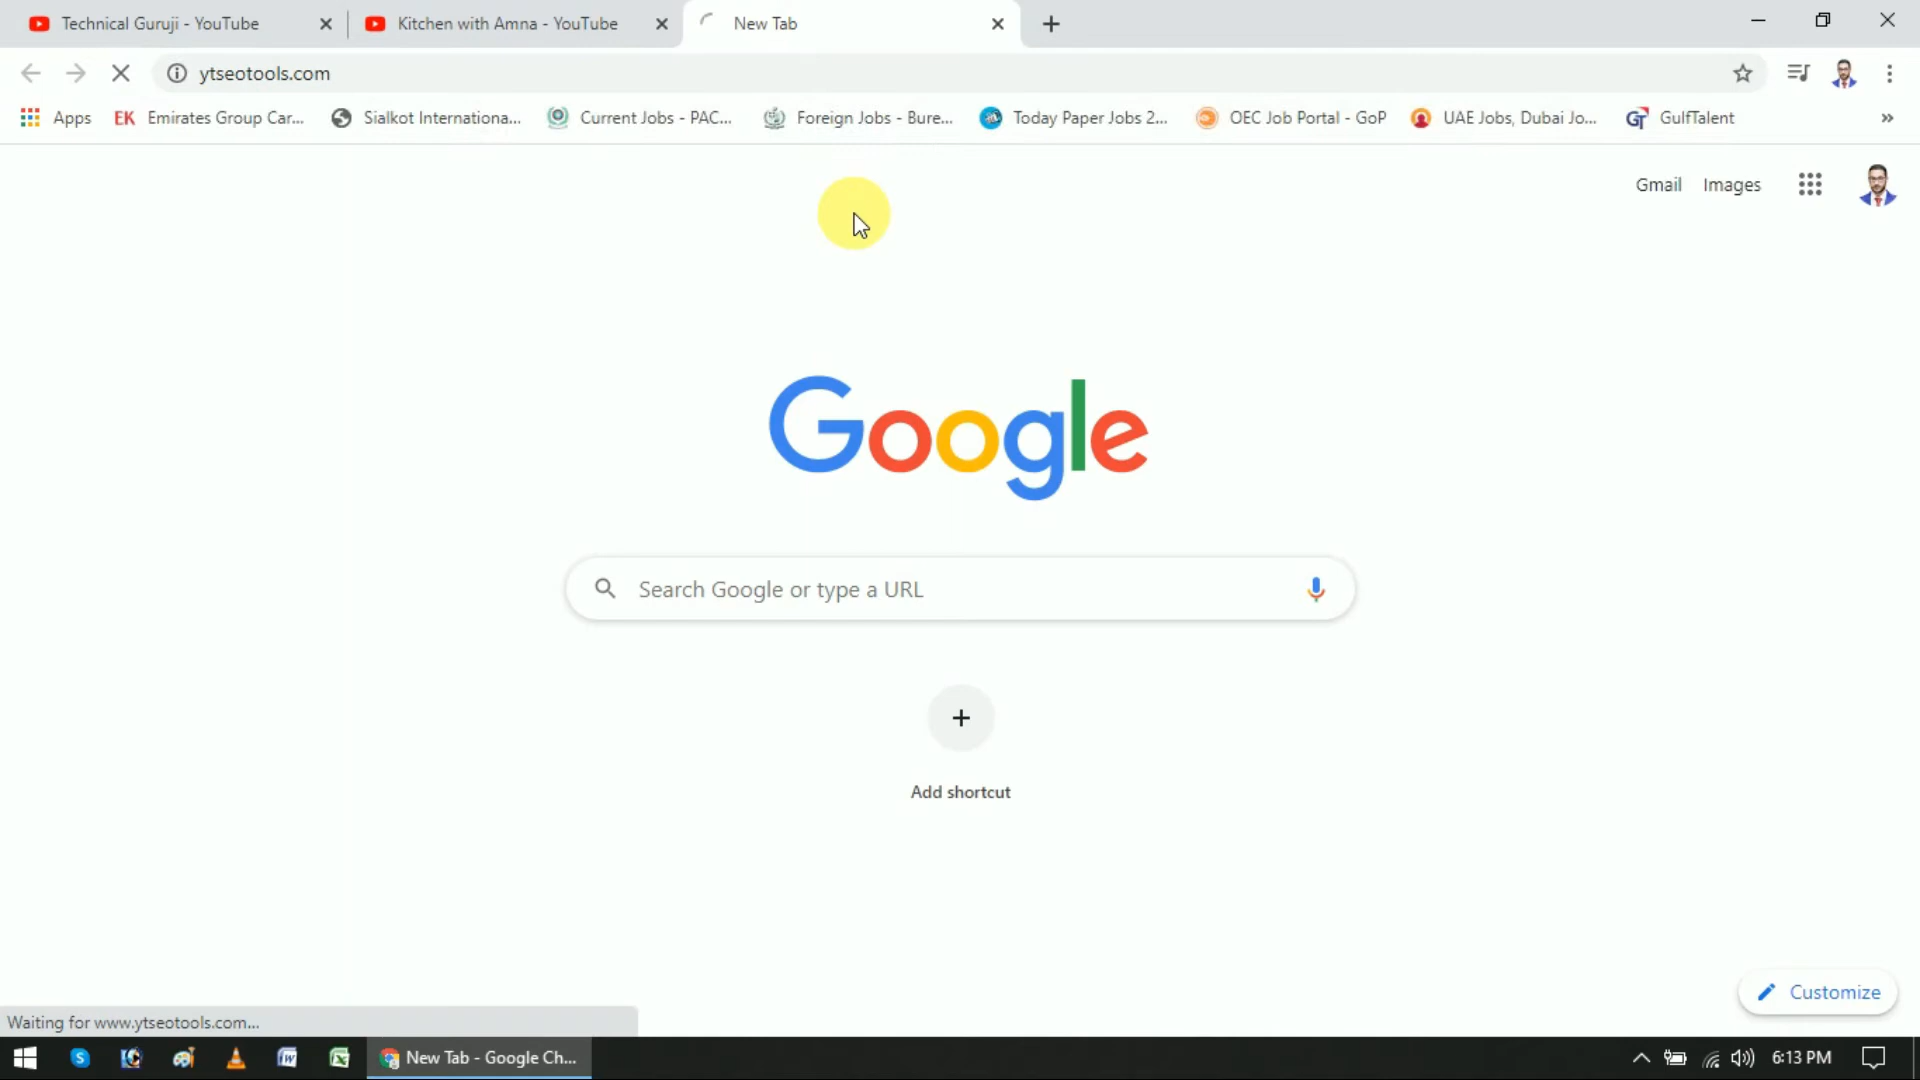 Technical Guruji - YouTube
Kitchen with Amna - YouTube
New Tab
ytseotools.com
Apps
EK Emirates Group Car...
Sialkot Internationa...
Current Jobs - PAC...
Foreign Jobs - Bure...
Today Paper Jobs 2...
OEC Job Portal - GoP
UAE Jobs, Dubai Jo...
GT GulfTalent
»
Gmail
Images
Google
Search Google or type a URL
Add shortcut
Customize
Waiting for www.ytseotools.com...
New Tab - Google Ch...
6:13 PM